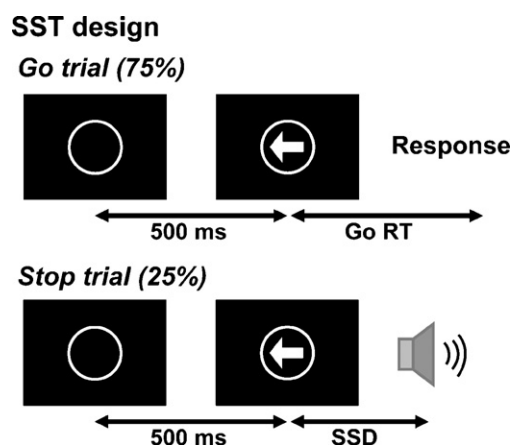 SST design
Go trial (75%)
Response
500 ms
Go RT
Stop trial (25%)
500 ms
SSD